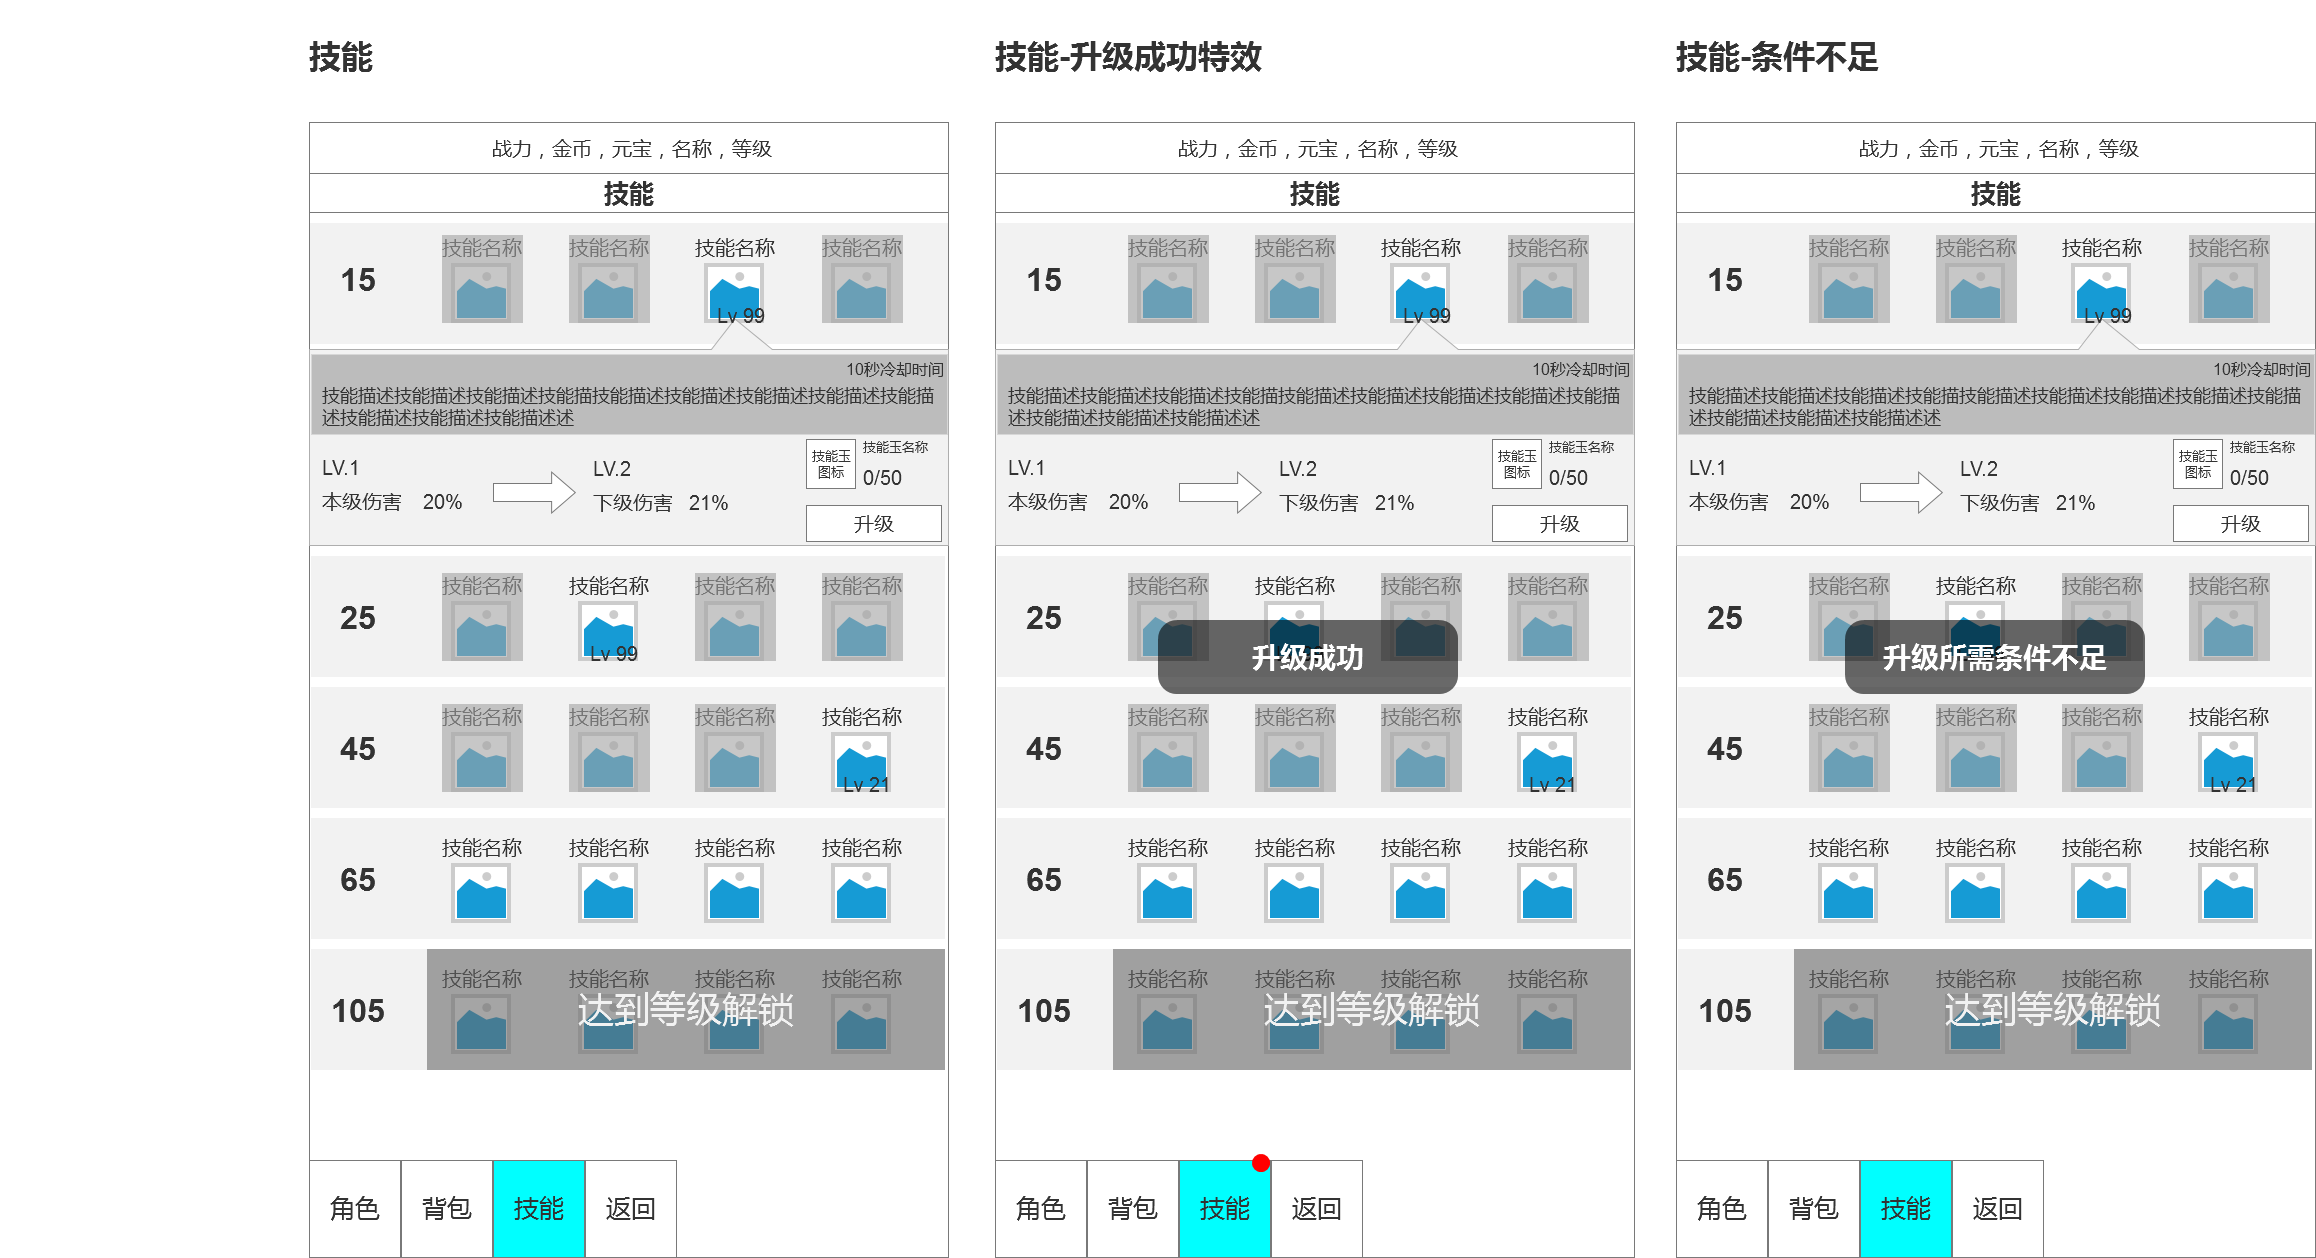 技能
战力，金币，元宝，名称，等级
技能
15
技能名称 技能名称 技能名称 技能名称
Lv 99
10秒冷却时间
技能描述技能描述技能描述技能描技能描述技能描述技能描述技能描述技能描
述技能描述技能描述技能描述述
LV.1
本级伤害 20%
LV.2
下级伤害 21%
技能玉
图标
技能玉名称
0/50
升级
25
技能名称 技能名称 技能名称 技能名称
Lv 99
45
技能名称 技能名称 技能名称 技能名称
Lv 21
65
技能名称 技能名称 技能名称 技能名称
105
技能名称 技能名称 技能名称 技能名称
达到等级解锁
角色 背包 技能 返回
技能-升级成功特效
战力，金币，元宝，名称，等级
技能
15
技能名称 技能名称 技能名称 技能名称
Lv 99
10秒冷却时间
技能描述技能描述技能描述技能描技能描述技能描述技能描述技能描述技能描
述技能描述技能描述技能描述述
LV.1
本级伤害 20%
LV.2
下级伤害 21%
技能玉
图标
技能玉名称
0/50
升级
25
技能名称 技能名称 技能名称 技能名称
升级成功
45
技能名称 技能名称 技能名称 技能名称
Lv 21
65
技能名称 技能名称 技能名称 技能名称
105
技能名称 技能名称 技能名称 技能名称
达到等级解锁
角色 背包 技能 返回
技能-条件不足
战力，金币，元宝，名称，等级
技能
15
技能名称 技能名称 技能名称 技能名称
Lv 99
10秒冷却时间
技能描述技能描述技能描述技能描技能描述技能描述技能描述技能描述技能描
述技能描述技能描述技能描述述
LV.1
本级伤害 20%
LV.2
下级伤害 21%
技能玉
图标
技能玉名称
0/50
升级
25
技能名称 技能名称 技能名称 技能名称
升级所需条件不足
45
技能名称 技能名称 技能名称 技能名称
Lv 21
65
技能名称 技能名称 技能名称 技能名称
105
技能名称 技能名称 技能名称 技能名称
达到等级解锁
角色 背包 技能 返回